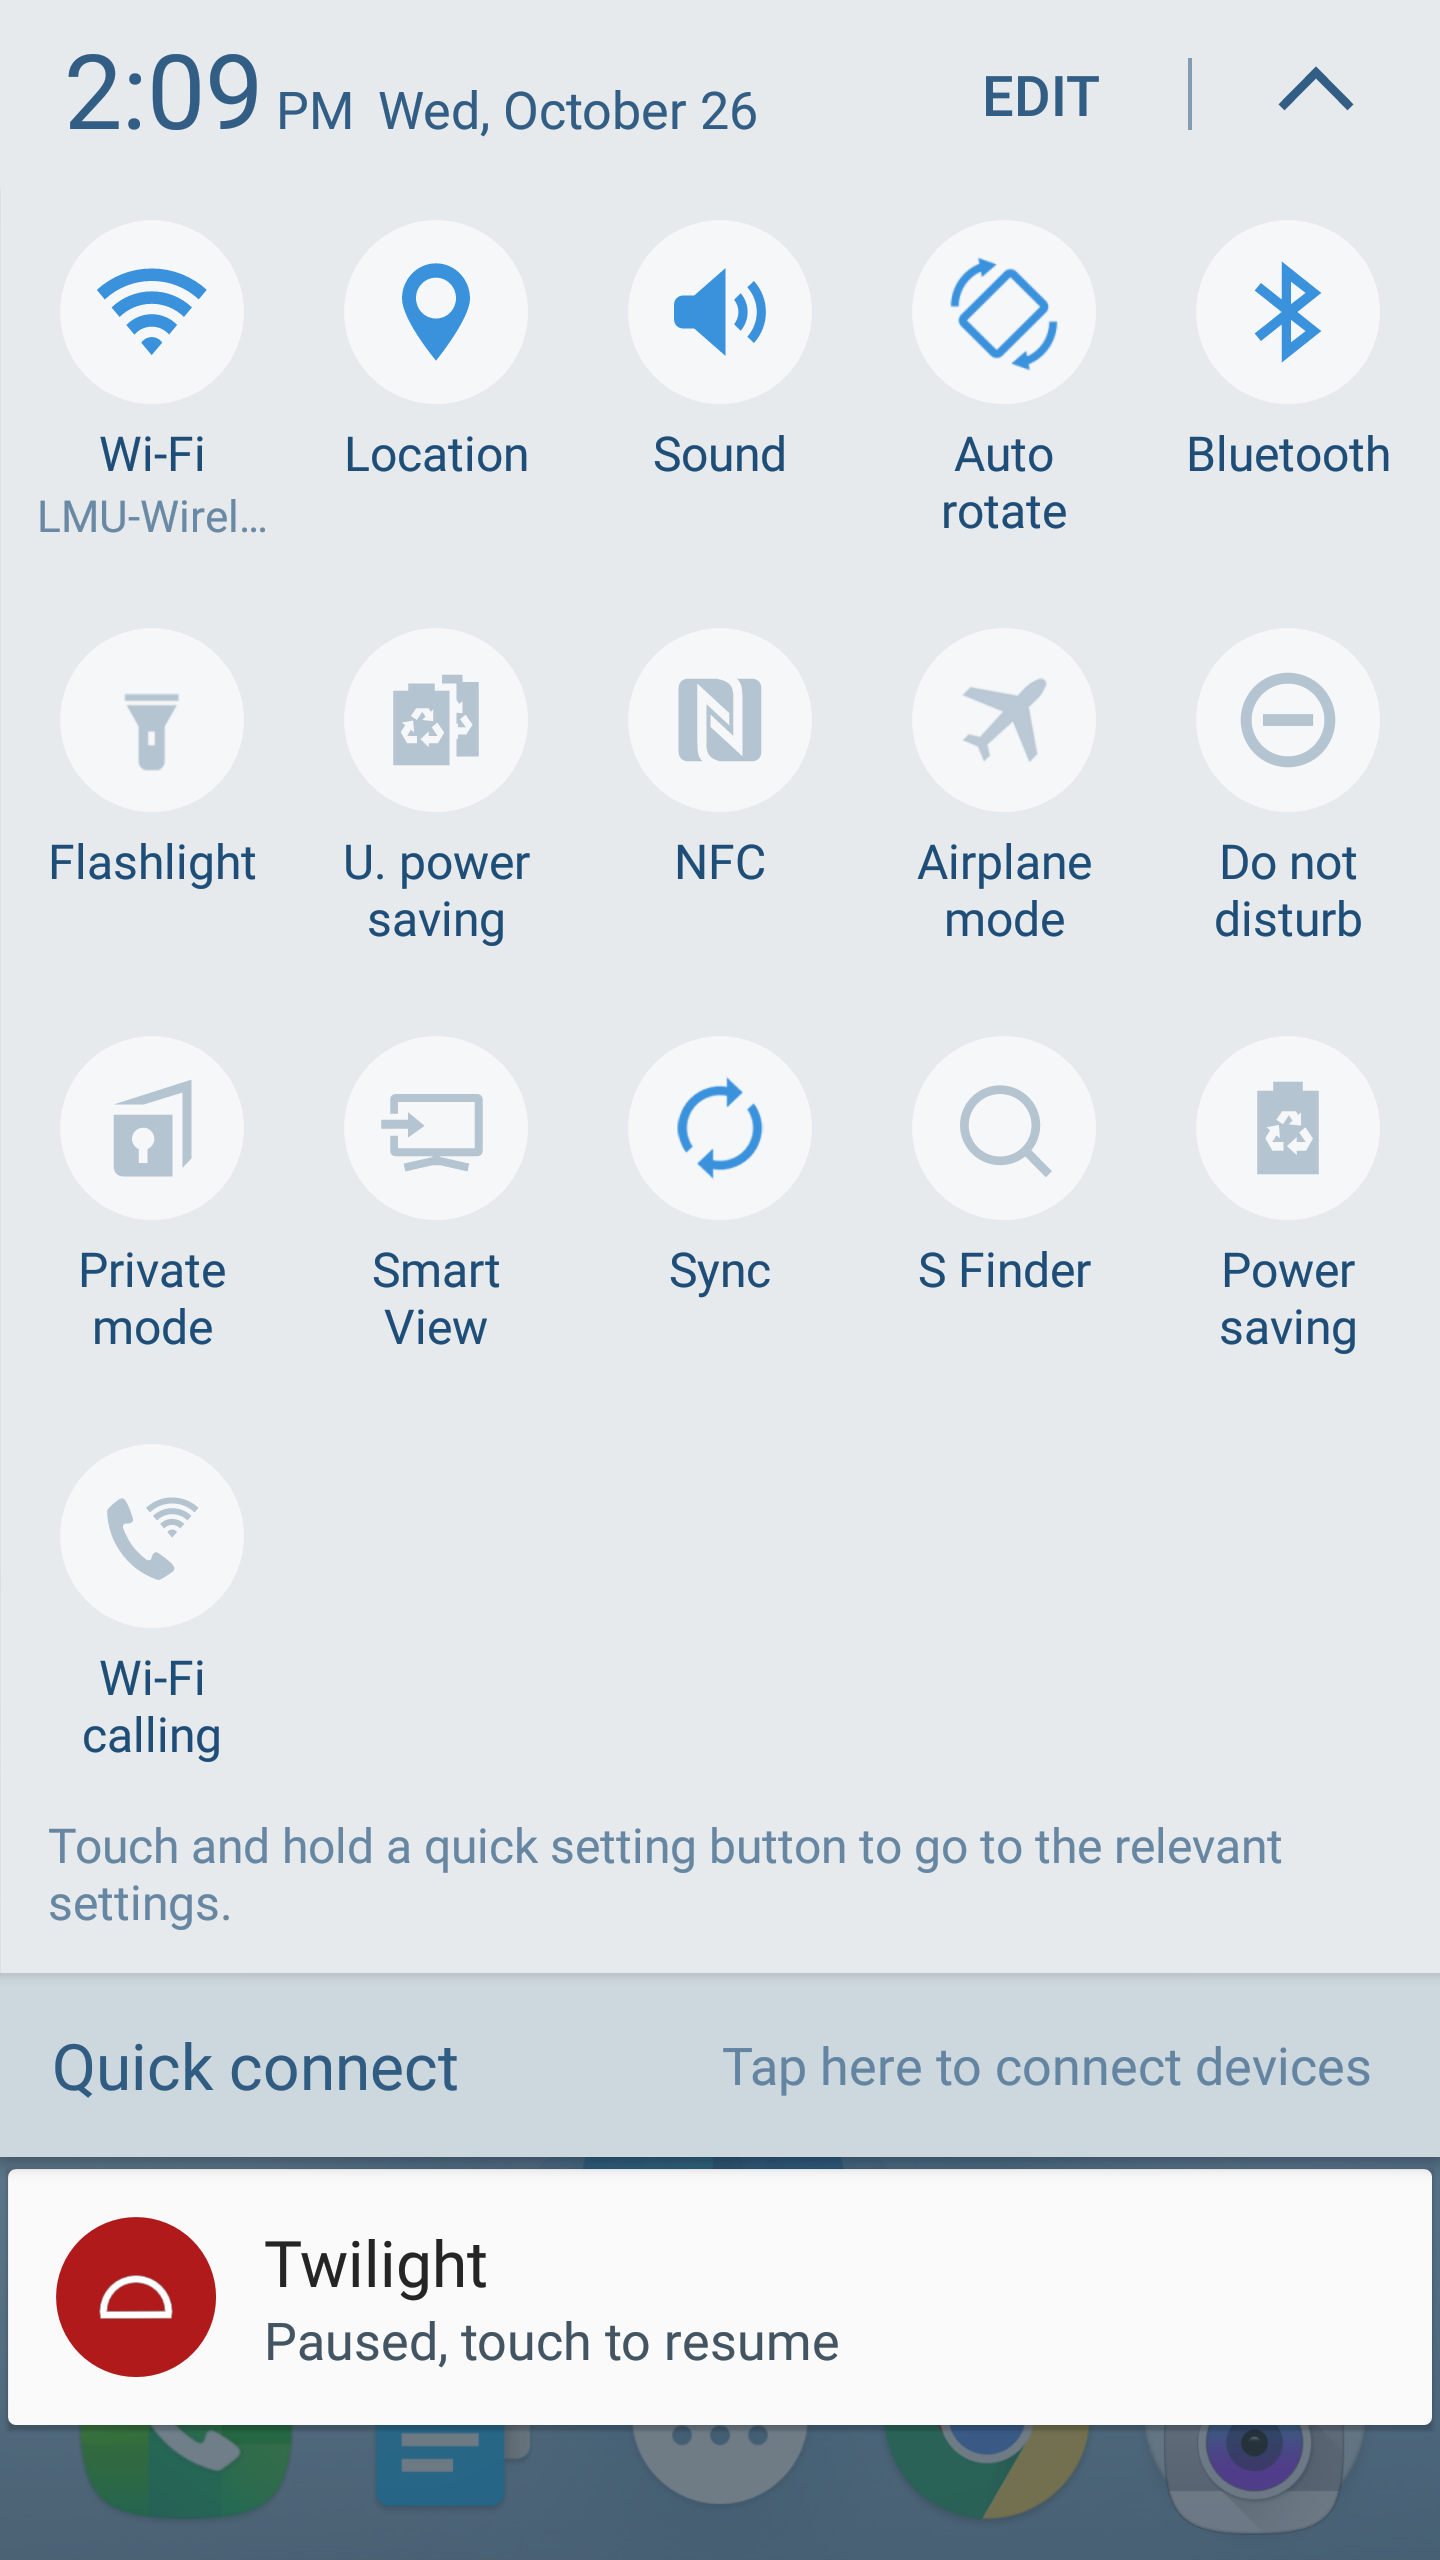 2:09 PM Wed, October 26 EDIT
Wi-Fi Location Sound Auto rotate Bluetooth
LMU-Wirel...
Flashlight U. power saving NFC Airplane mode Do not disturb
Private mode Smart View Sync S Finder Power saving
Wi-Fi calling
Touch and hold a quick setting button to go to the relevant
settings.
Quick connect Tap here to connect devices
Twilight
Paused, touch to resume